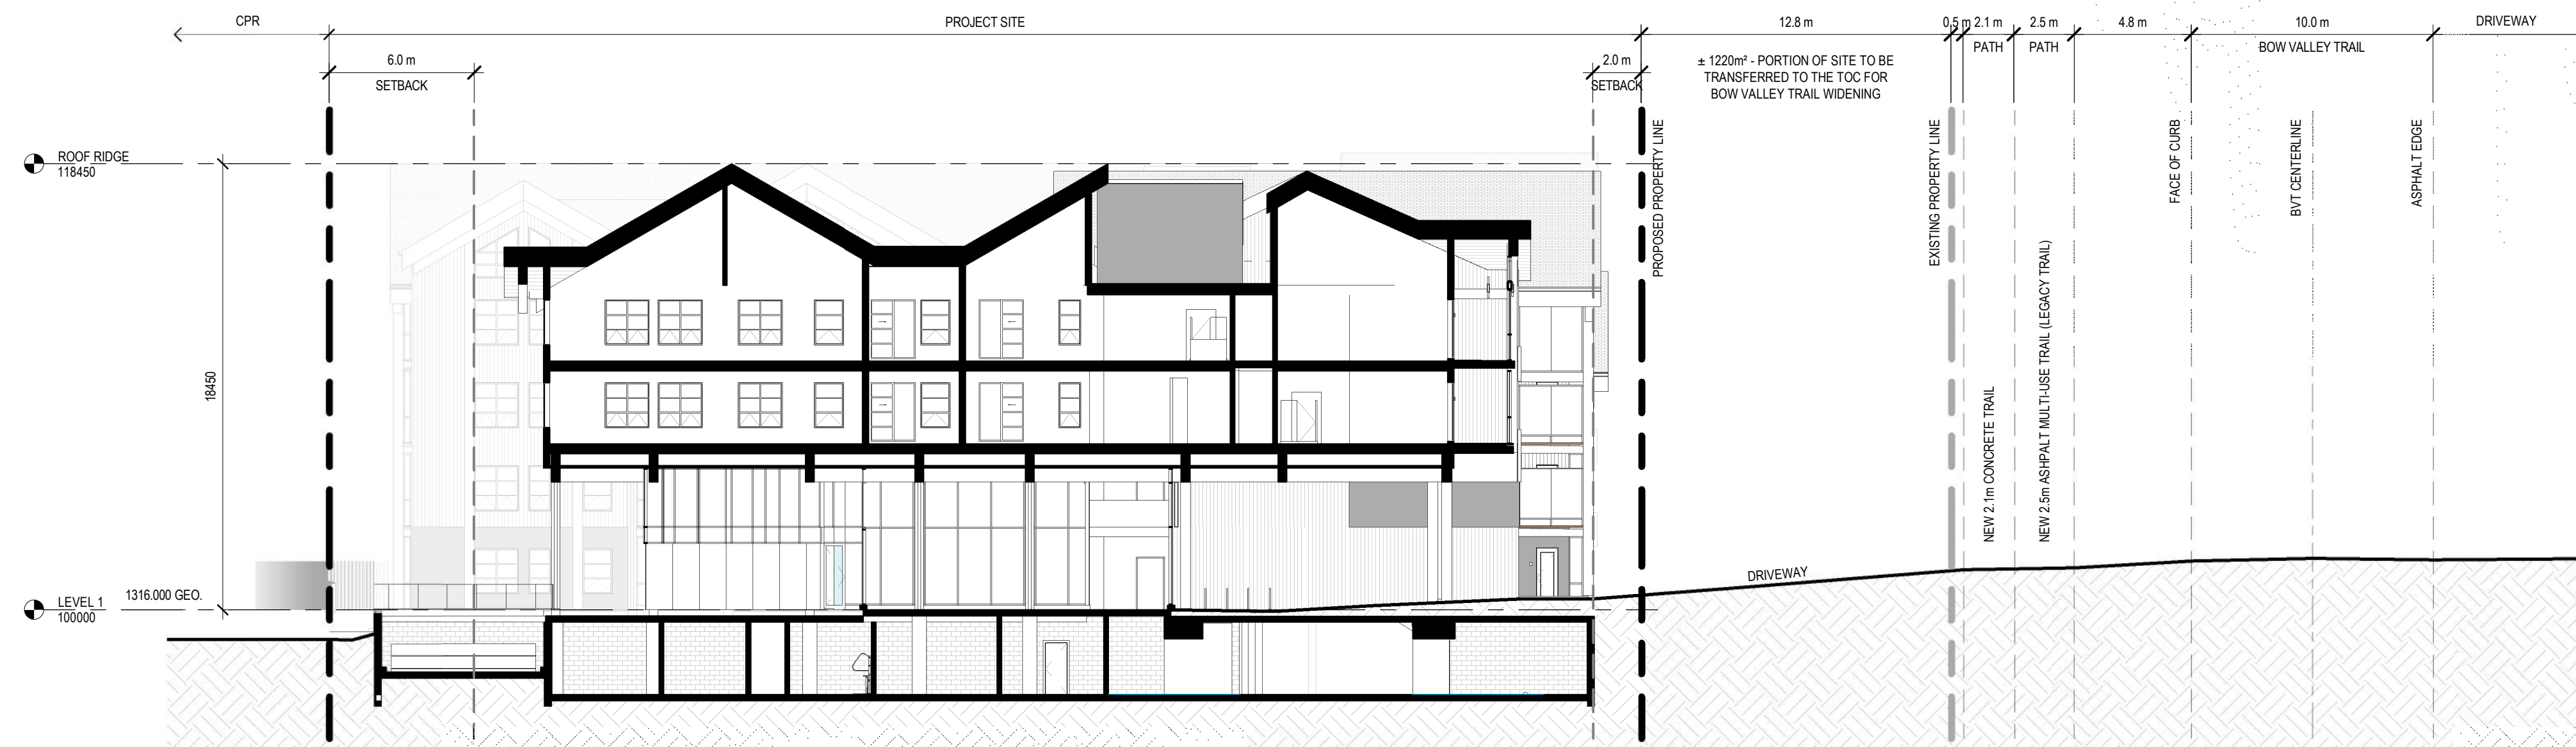 CPR
PROJECT SITE
12.8 m
0.5 m
2.1 m
2.5 m
4.8 m
10.0 m
DRIVEWAY
PATH
PATH
BOW VALLEY TRAIL
6.0 m
SETBACK
2.0 m
SETBACK
± 1220m² - PORTION OF SITE TO BE
TRANSFERRED TO THE TOC FOR
BOW VALLEY TRAIL WIDENING
ROOF RIDGE
118450
18450
LEVEL 1
100000
1316.000 GEO.
PROPOSED PROPERTY LINE
DRIVEWAY
EXISTING PROPERTY LINE
NEW 2.1m CONCRETE TRAIL
NEW 2.5m ASHPALT MULTI-USE TRAIL (LEGACY TRAIL)
FACE OF CURB
BVT CENTERLINE
ASPHALT EDGE